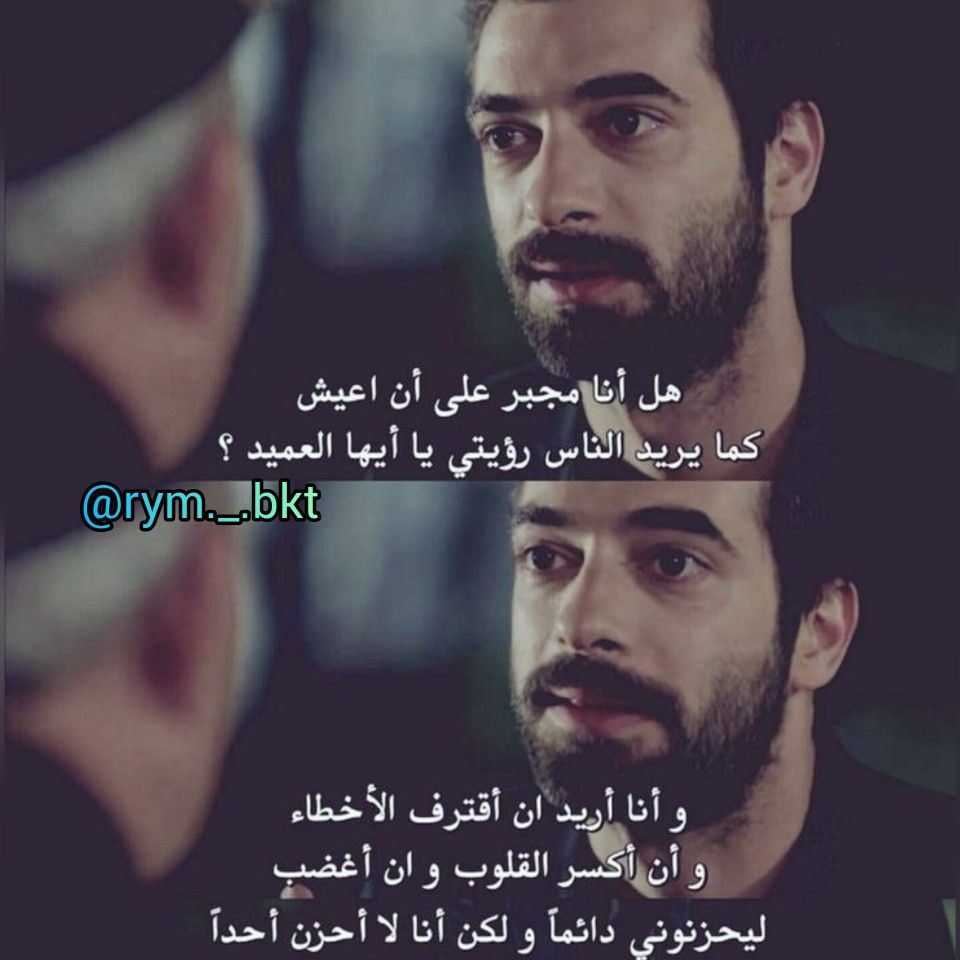 هل أنا مجبر على أن اعيش
كما يريد الناس رؤيتي يا أيها العميد ؟
@rym._.bkt
و أنا أريد ان أقترف الأخطاء
و أن أكسر القلوب و ان أغضب
ليحزنوني دائماً و لكن أنا لا أحزن أحداً